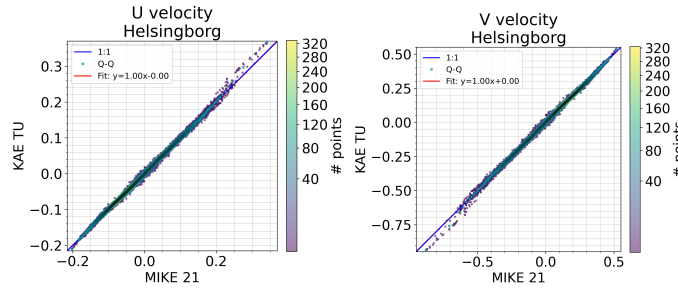 U velocity
Helsingborg
1:1
Q-Q
Fit: y=1.00x-0.00
0.3
0.2
0.1
0.0
−0.1
−0.2
KAE TU
−0.2
0.0
0.2
MIKE 21
320
280
240
200
160
120
80
40
# points
V velocity
Helsingborg
1:1
Q-Q
Fit: y=1.00x+0.00
0.50
0.25
0.00
−0.25
−0.50
−0.75
KAE TU
−0.5
0.0
0.5
MIKE 21
320
280
240
200
160
120
80
40
# points